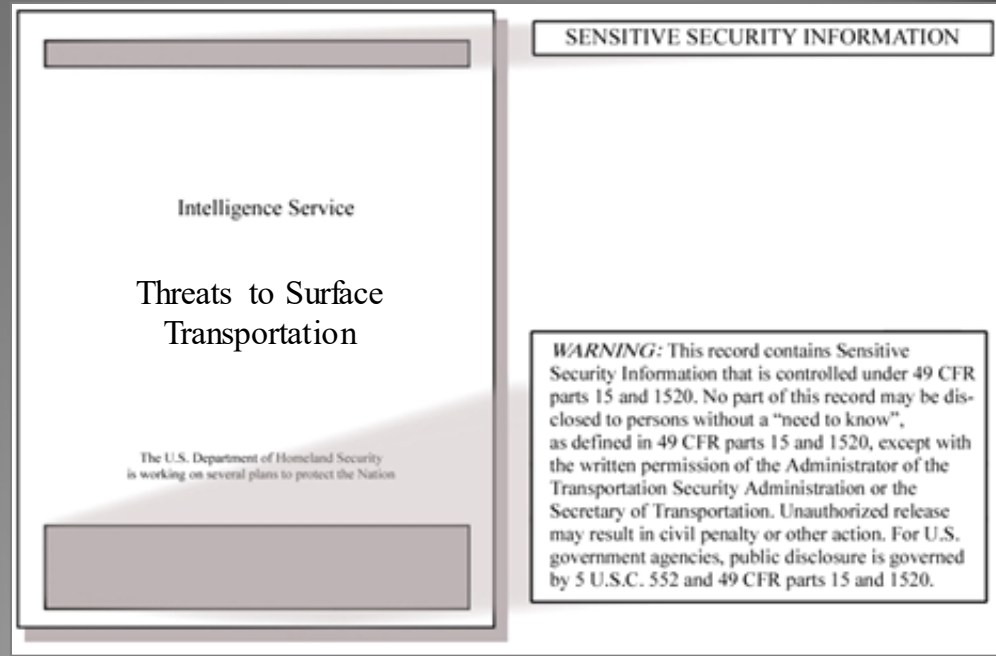 SENSITIVE SECURITY INFORMATION
Intelligence Service
Threats to Surface
Transportation
The U.S. Department of Homeland Security
is working on several plans to protect the Nation
WARNING: This record contains Sensitive
Security Information that is controlled under 49 CFR
parts 15 and 1520. No part of this record may be dis-
closed to persons without a “need to know”,
as defined in 49 CFR parts 15 and 1520, except with
the written permission of the Administrator of the
Transportation Security Administration or the
Secretary of Transportation. Unauthorized release
may result in civil penalty or other action. For U.S.
government agencies, public disclosure is governed
by 5 U.S.C. 552 and 49 CFR parts 15 and 1520.